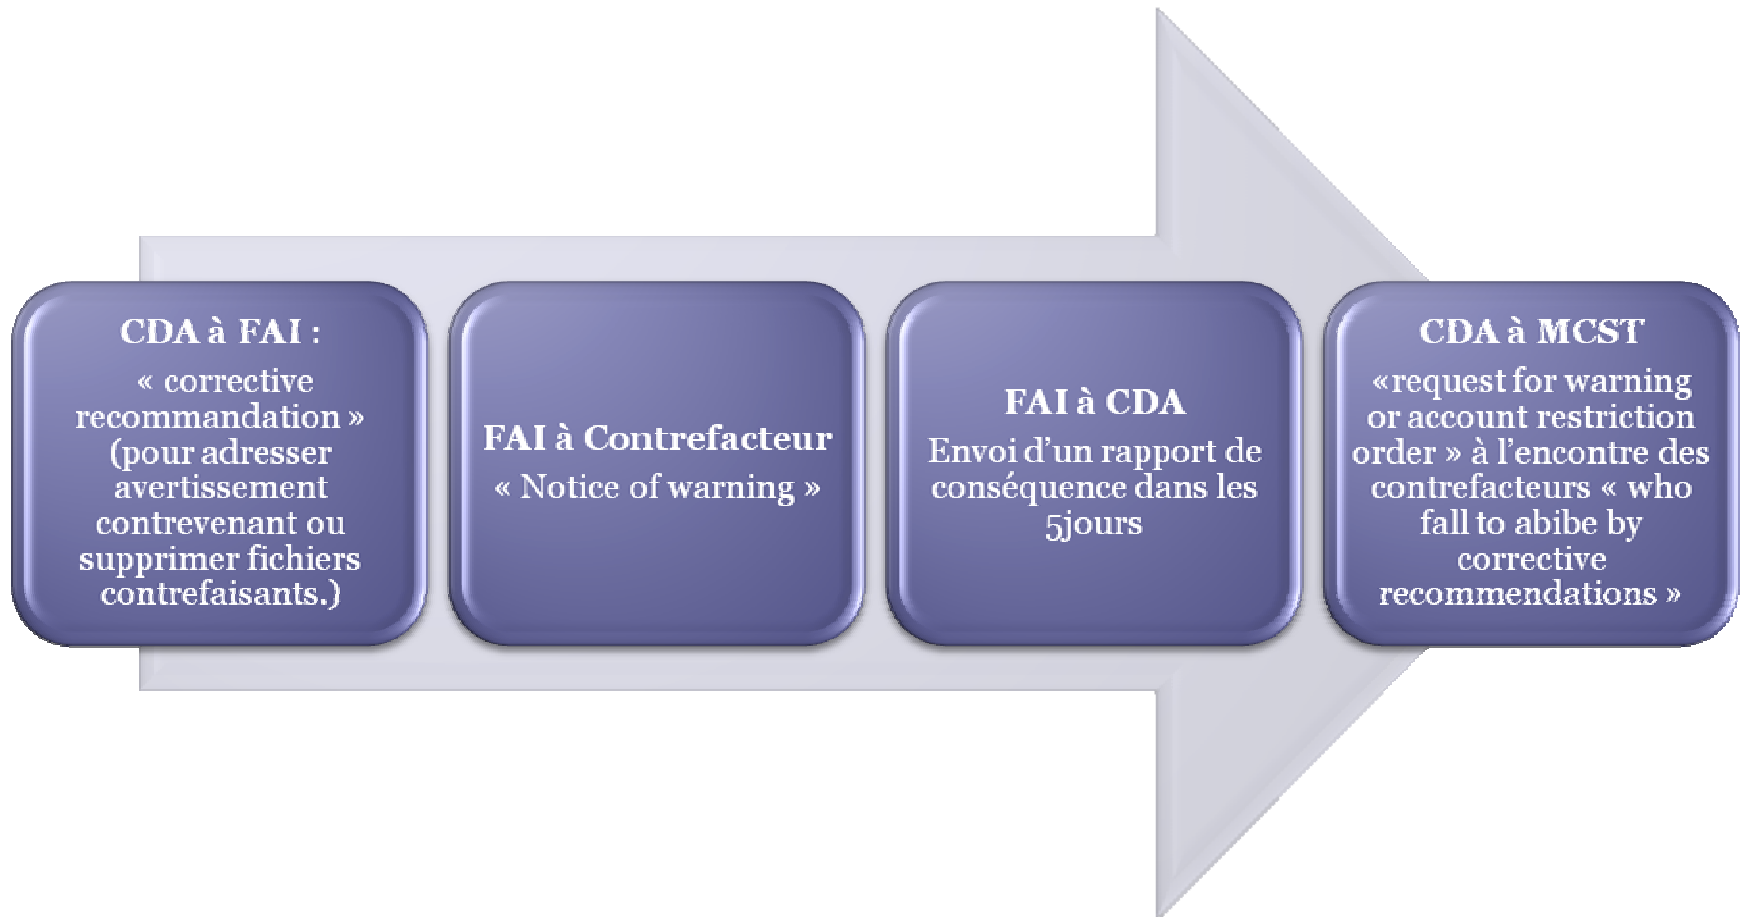 CDA à FAI :
« corrective
recommandation »
(pour adresser
avertissement
contrevenant ou
supprimer fichiers
contrefaisants.)
FAI à Contrefacteur
« Notice of warning »
FAI à CDA
Envoi d’un rapport de
conséquence dans les
5jours
CDA à MCST
«request for warning
or account restriction
order » à l’encontre des
contrefacteurs « who
fall to abibe by
corrective
recommendations »